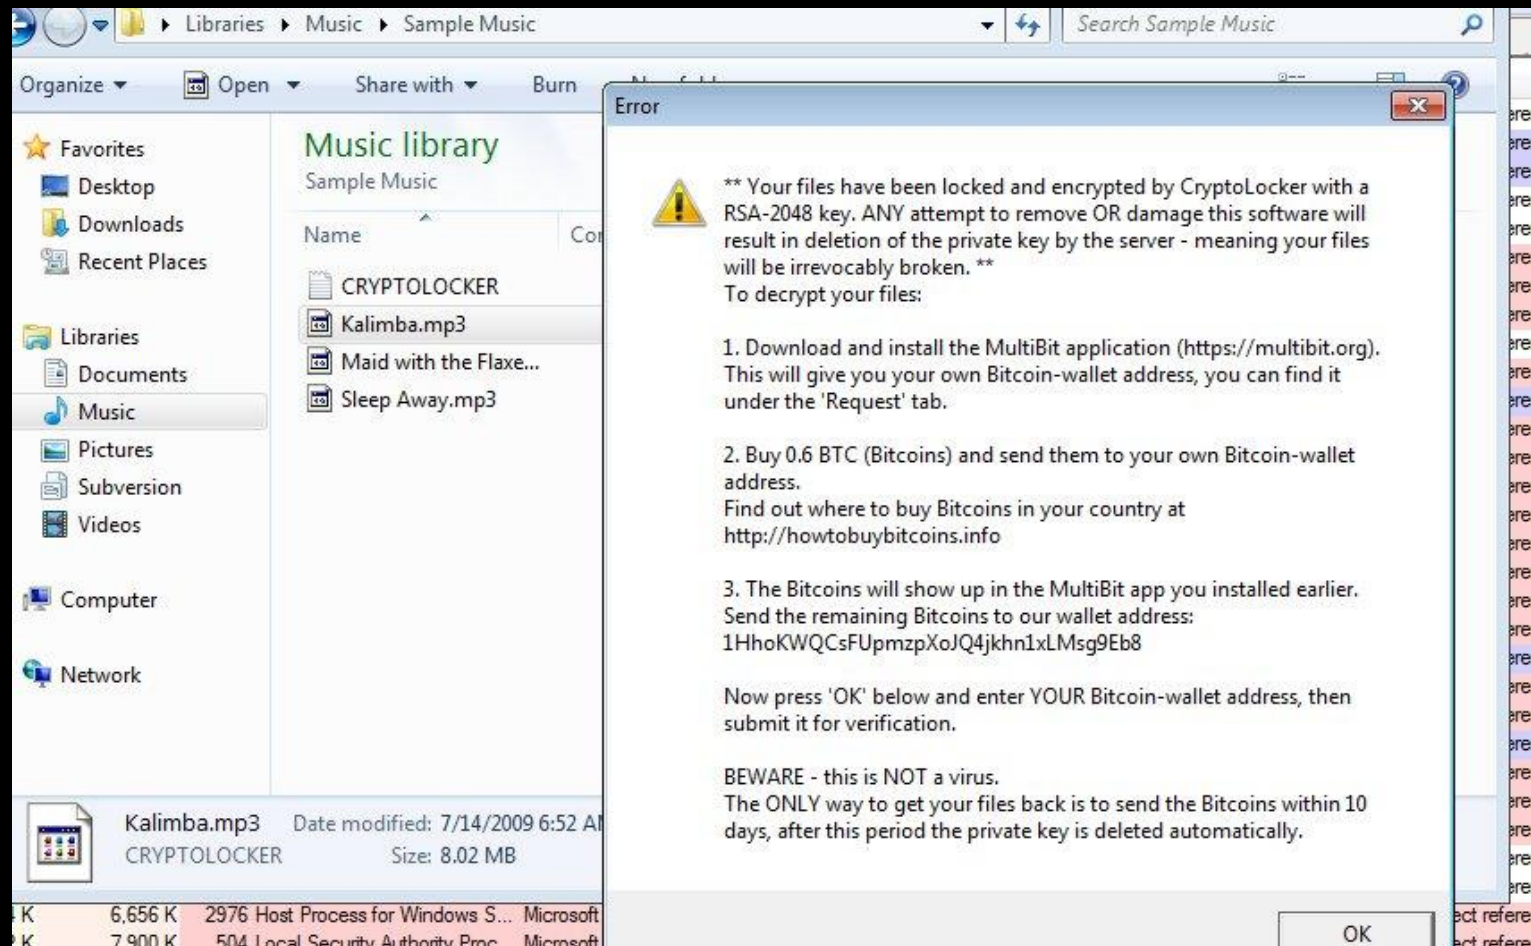 Libraries Music Sample Music
Search Sample Music
Organize Open Share with Burn
Favorites
Desktop
Downloads
Recent Places
Libraries
Documents
Music
Pictures
Subversion
Videos
Computer
Network
Music library
Sample Music
Name
CRYPTOLOCKER
Kalimba.mp3
Maid with the Flaxe...
Sleep Away.mp3
Error
** Your files have been locked and encrypted by CryptoLocker with a
RSA-2048 key. ANY attempt to remove OR damage this software will
result in deletion of the private key by the server - meaning your files
will be irrevocably broken. **
To decrypt your files:
1. Download and install the MultiBit application (https://multibit.org).
This will give you your own Bitcoin-wallet address, you can find it
under the 'Request' tab.
2. Buy 0.6 BTC (Bitcoins) and send them to your own Bitcoin-wallet
address.
Find out where to buy Bitcoins in your country at
http://howtobuybitcoins.info
3. The Bitcoins will show up in the MultiBit app you installed earlier.
Send the remaining Bitcoins to our wallet address:
1HhoKWQCsFUpmzpXoJQ4jkhn1xLMsg9Eb8
Now press 'OK' below and enter YOUR Bitcoin-wallet address, then
submit it for verification.
BEWARE - this is NOT a virus.
The ONLY way to get your files back is to send the Bitcoins within 10
days, after this period the private key is deleted automatically.
OK
Kalimba.mp3 Date modified: 7/14/2009 6:52
CRYPTOLOCKER Size: 8.02 MB
K 6,656 K 2976 Host Process for Windows S... Microsoft
K 7,900 K 504 Local Security Authority Proc... Microsoft